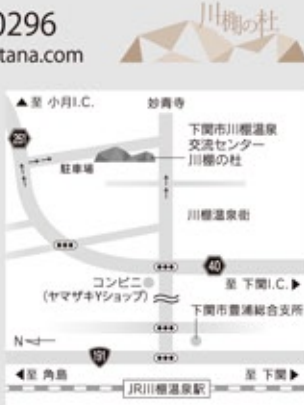 0296
川棚の杜
tana.com
▲至 小月I.C.
妙青寺
下関市川棚温泉
交流センター
川棚の杜
駐車場
川棚温泉街
40
コンビニ
(ヤマザキYショップ)
至 下関I.C.▶
下関市豊浦総合支所
N
191
◀至 角島
至 下関▶
JR川棚温泉駅